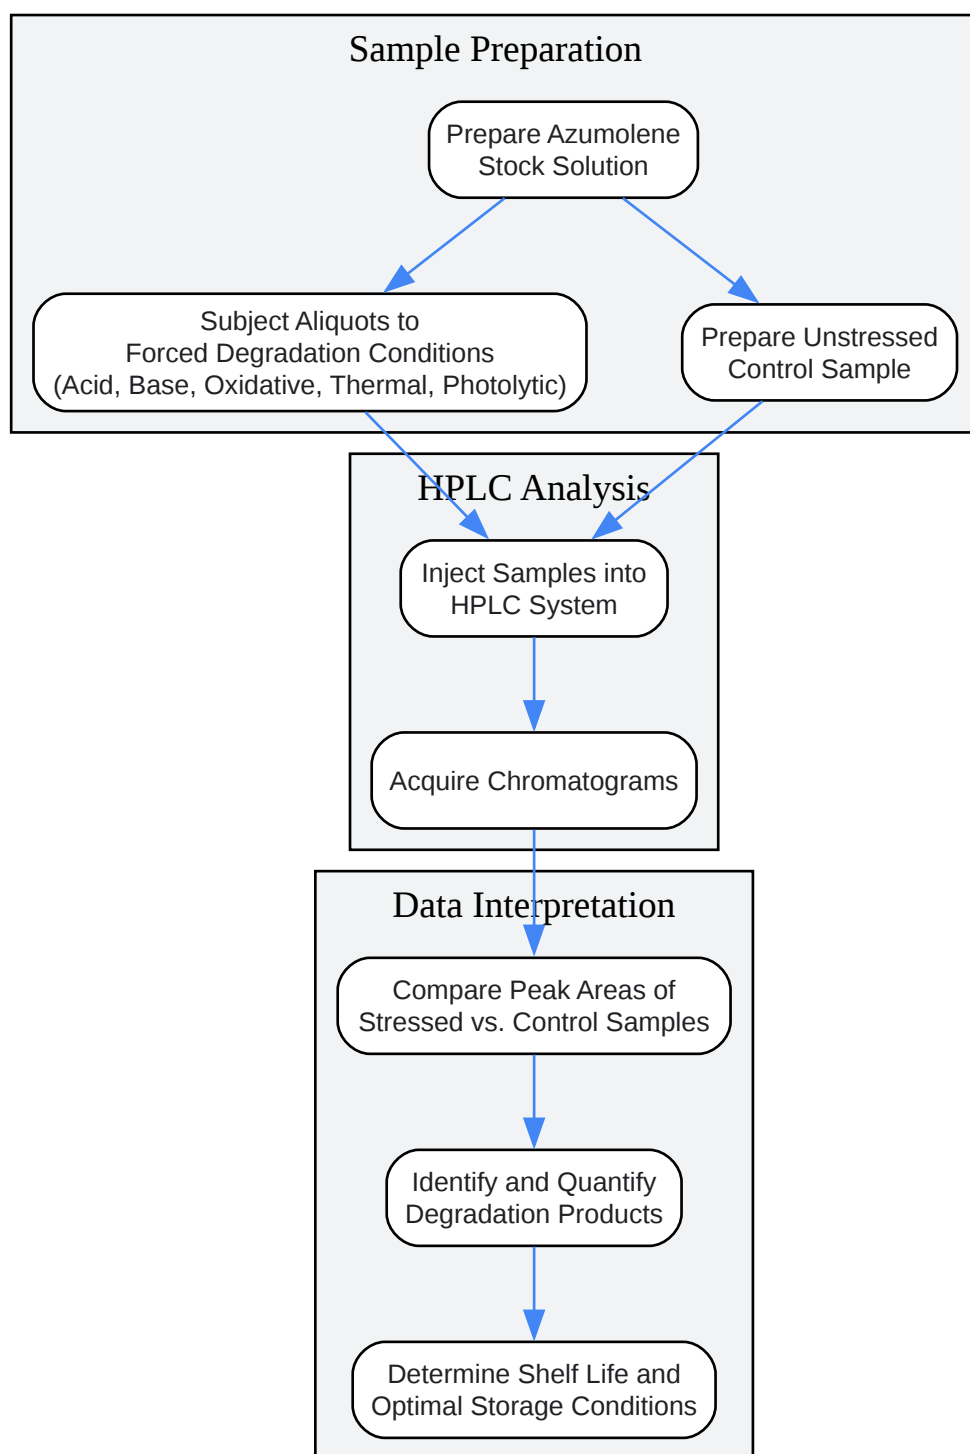 Sample Preparation
Prepare Azumolene
Stock Solution
Subject Aliquots to
Forced Degradation Conditions
(Acid, Base, Oxidative, Thermal, Photolytic)
Prepare Unstressed
Control Sample
HPLC Analysis
Inject Samples into
HPLC System
Acquire Chromatograms
Data Interpretation
Compare Peak Areas of
Stressed vs. Control Samples
Identify and Quantify
Degradation Products
Determine Shelf Life and
Optimal Storage Conditions